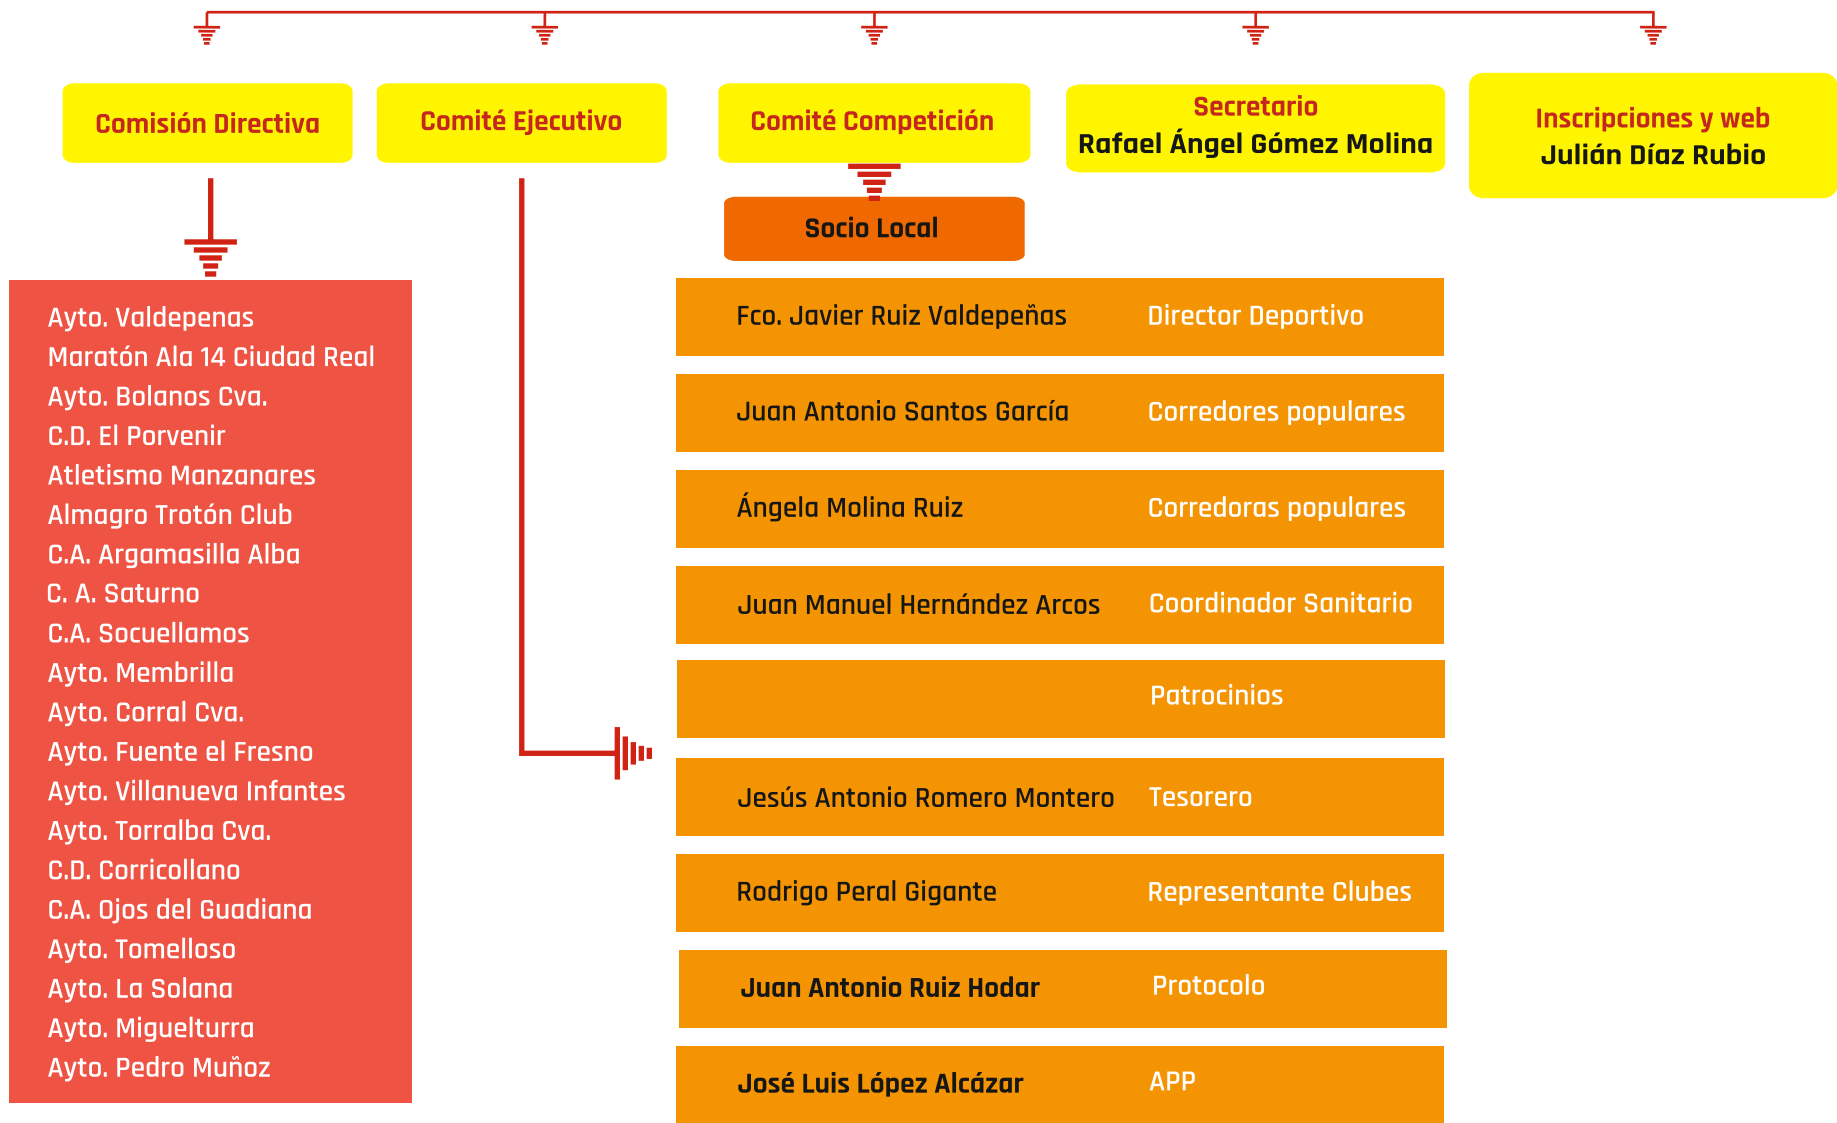 Comisión Directiva
Comité Ejecutivo
Comité Competición
Secretario
Rafael Ángel Gómez Molina
Inscripciones y web
Julián Díaz Rubio
Socio Local
Ayto. Valdepenas
Maratón Ala 14 Ciudad Real
Ayto. Bolanos Cva.
C.D. El Porvenir
Atletismo Manzanares
Almagro Trotón Club
C.A. Argamasilla Alba
C. A. Saturno
C.A. Socuellamos
Ayto. Membrilla
Ayto. Corral Cva.
Ayto. Fuente el Fresno
Ayto. Villanueva Infantes
Ayto. Torralba Cva.
C.D. Corricollano
C.A. Ojos del Guadiana
Ayto. Tomelloso
Ayto. La Solana
Ayto. Miguelturra
Ayto. Pedro Muñoz
Fco. Javier Ruiz Valdepeñas Director Deportivo
Juan Antonio Santos García Corredores populares
Ángela Molina Ruiz Corredoras populares
Juan Manuel Hernández Arcos Coordinador Sanitario
Patrocinios
Jesús Antonio Romero Montero Tesorero
Rodrigo Peral Gigante Representante Clubes
Juan Antonio Ruiz Hodar Protocolo
José Luis López Alcázar APP